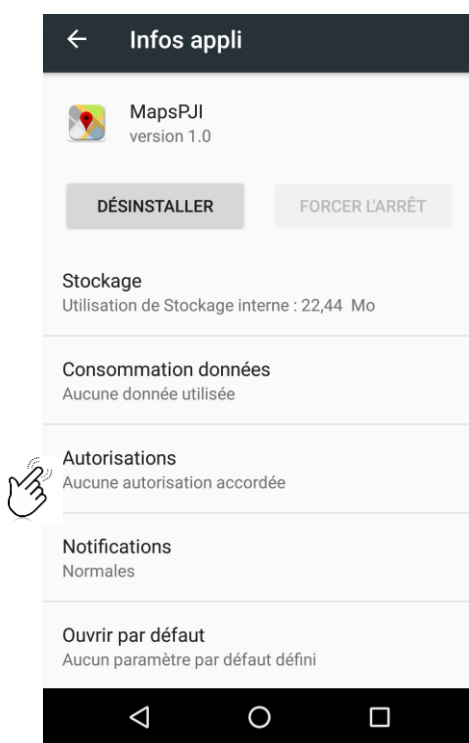 Infos appli
MapsPJI
version 1.0
DÉSINSTALLER
FORCER L'ARRÊT
Stockage
Utilisation de Stockage interne : 22,44 Mo
Consommation données
Aucune donnée utilisée
Autorisations
Aucune autorisation accordée
Notifications
Normales
Ouvrir par défaut
Aucun paramètre par défaut défini